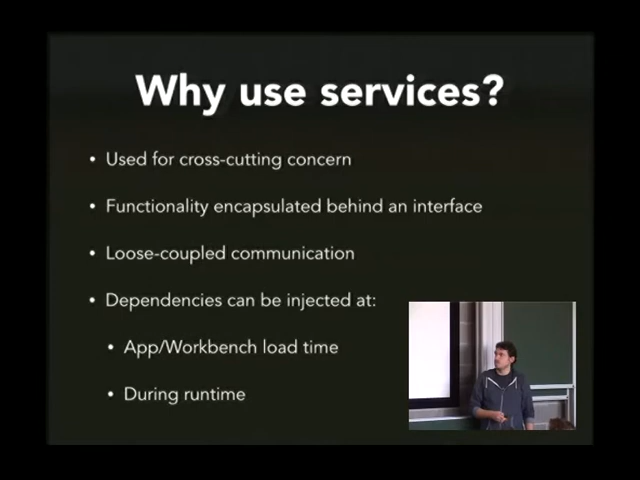 Why use services?
• Used for cross-cutting concern
• Functionality encapsulated behind an interface
• Loose-coupled communication
• Dependencies can be injected at:
• App/Workbench load time
• During runtime